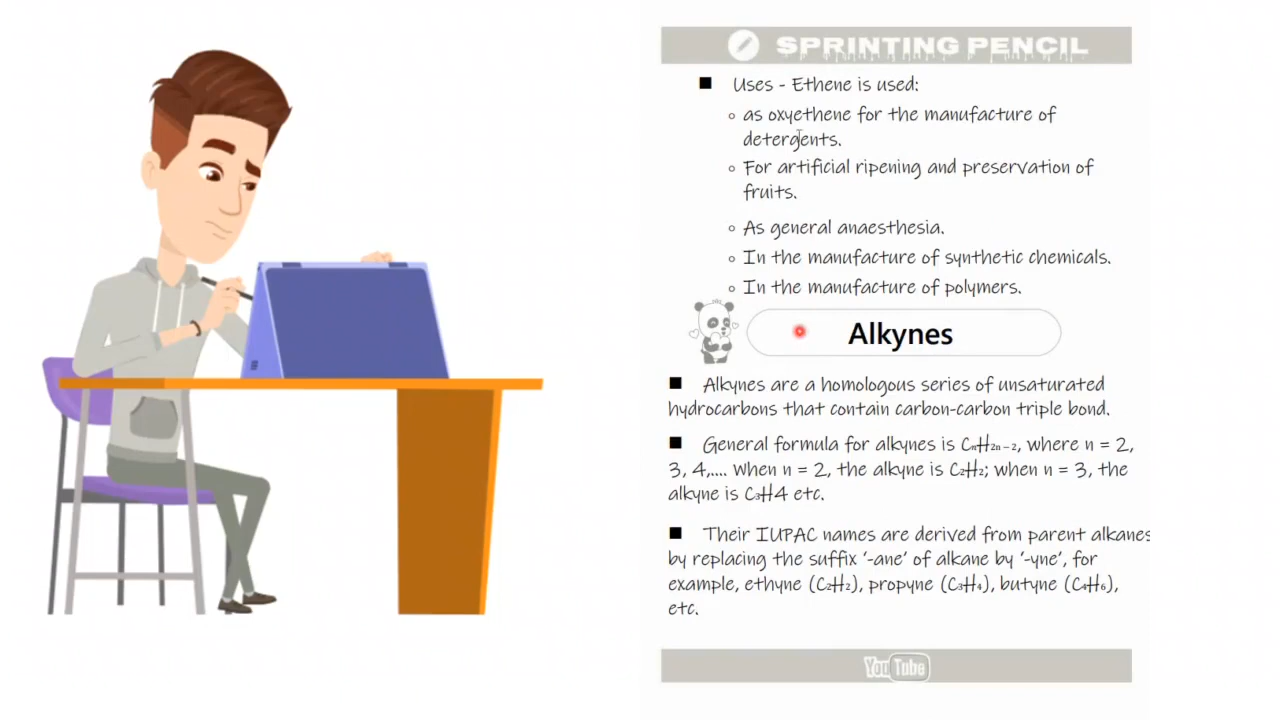 SPRINTING PENCIL
■ Uses - Ethene is used:
◦ as oxyethene for the manufacture of
detergents.
◦ For artificial ripening and preservation of
fruits.
◦ As general anaesthesia.
◦ In the manufacture of synthetic chemicals.
◦ In the manufacture of polymers.
Alkynes
■ Alkynes are a homologous series of unsaturated
hydrocarbons that contain carbon-carbon triple bond.
■ General formula for alkynes is CₙH₂ₙ₋₂, where n = 2,
3, 4,.... When n = 2, the alkyne is C₂H₂; when n = 3, the
alkyne is C₃H4 etc.
■ Their IUPAC names are derived from parent alkanes
by replacing the suffix '-ane' of alkane by '-yne', for
example, ethyne (C₂H₂), propyne (C₃H₄), butyne (C₄H₆),
etc.
YouTube